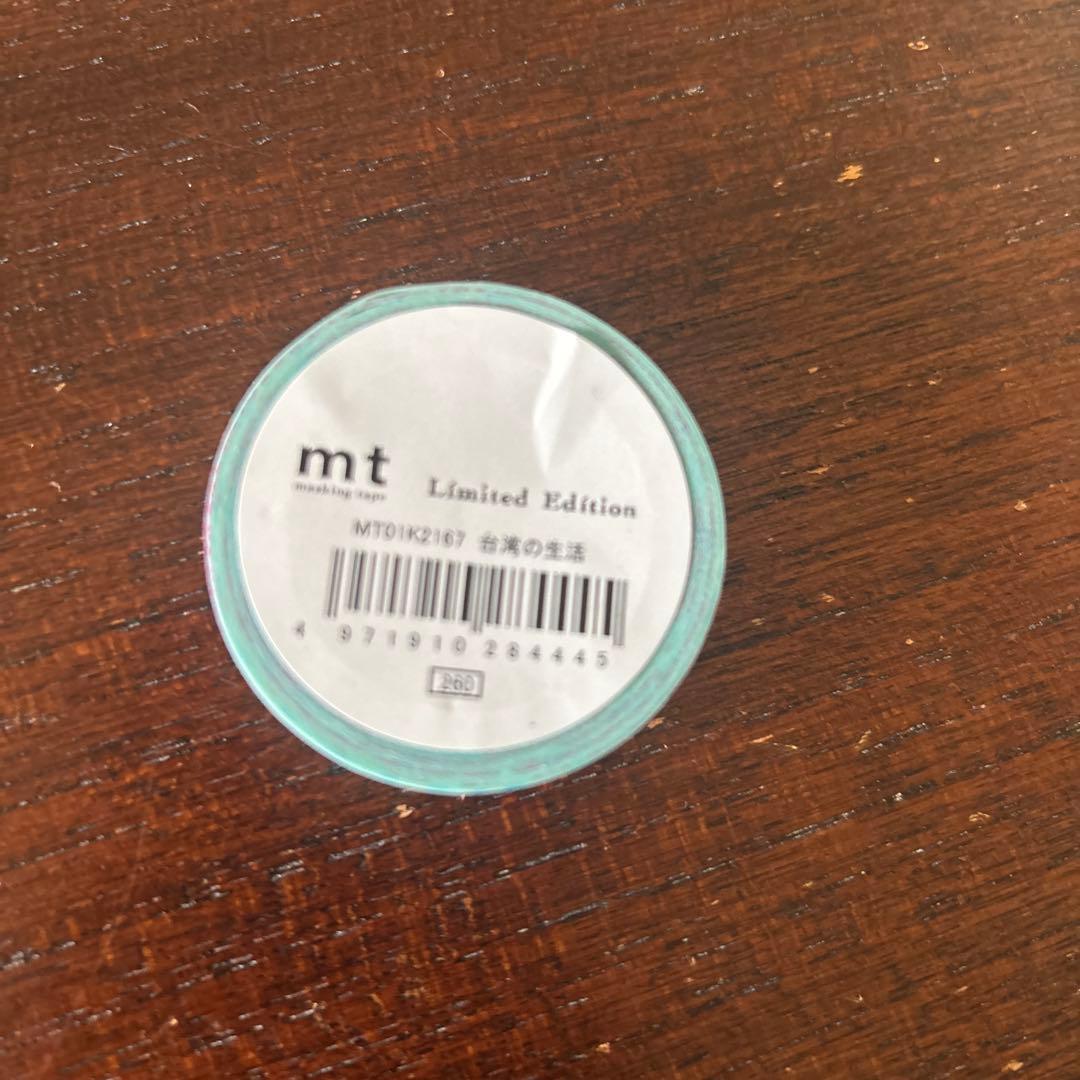 mt
masking tape
Limited Edition
MT01K2167 台湾の生活
4 971910 284445
260